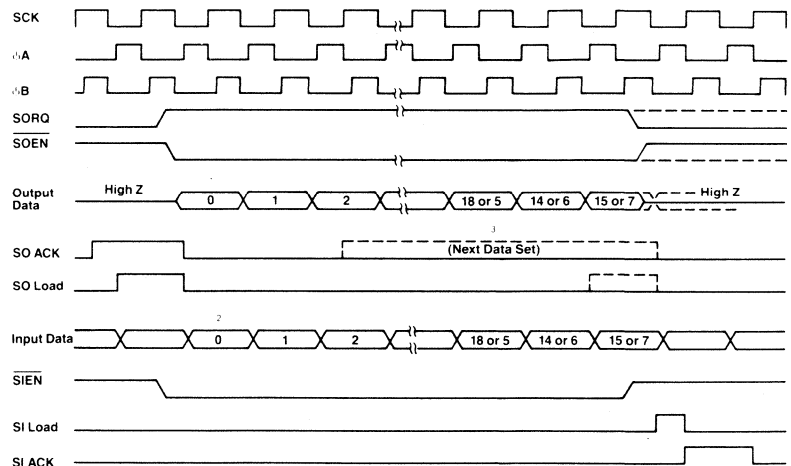 SCK
ϕA
ϕB
SORQ
SOEN
Output Data
High Z
0
1
2
18 or 5
14 or 6
15 or 7
High Z
SO ACK
3
(Next Data Set)
SO Load
2
Input Data
0
1
2
18 or 5
14 or 6
15 or 7
SIEN
SI Load
SI ACK